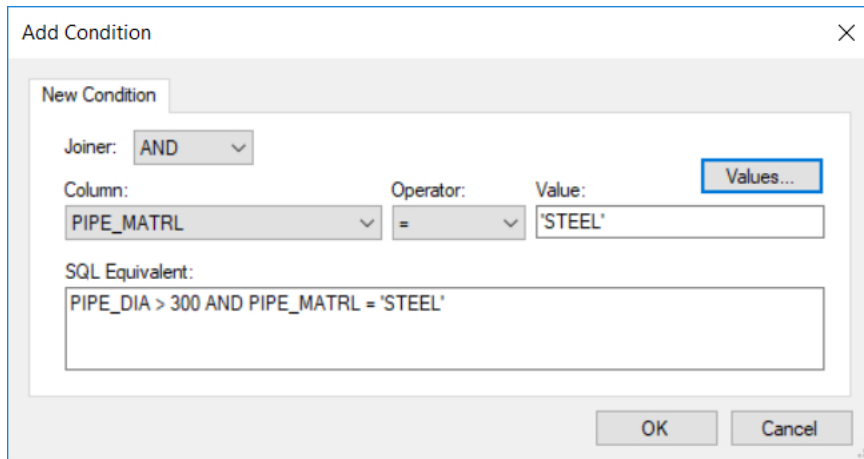 Add Condition
New Condition
Joiner: AND
Values...
Column: Operator: Value:
PIPE_MATRL = 'STEEL'
SQL Equivalent:
PIPE_DIA > 300 AND PIPE_MATRL = 'STEEL'
OK Cancel